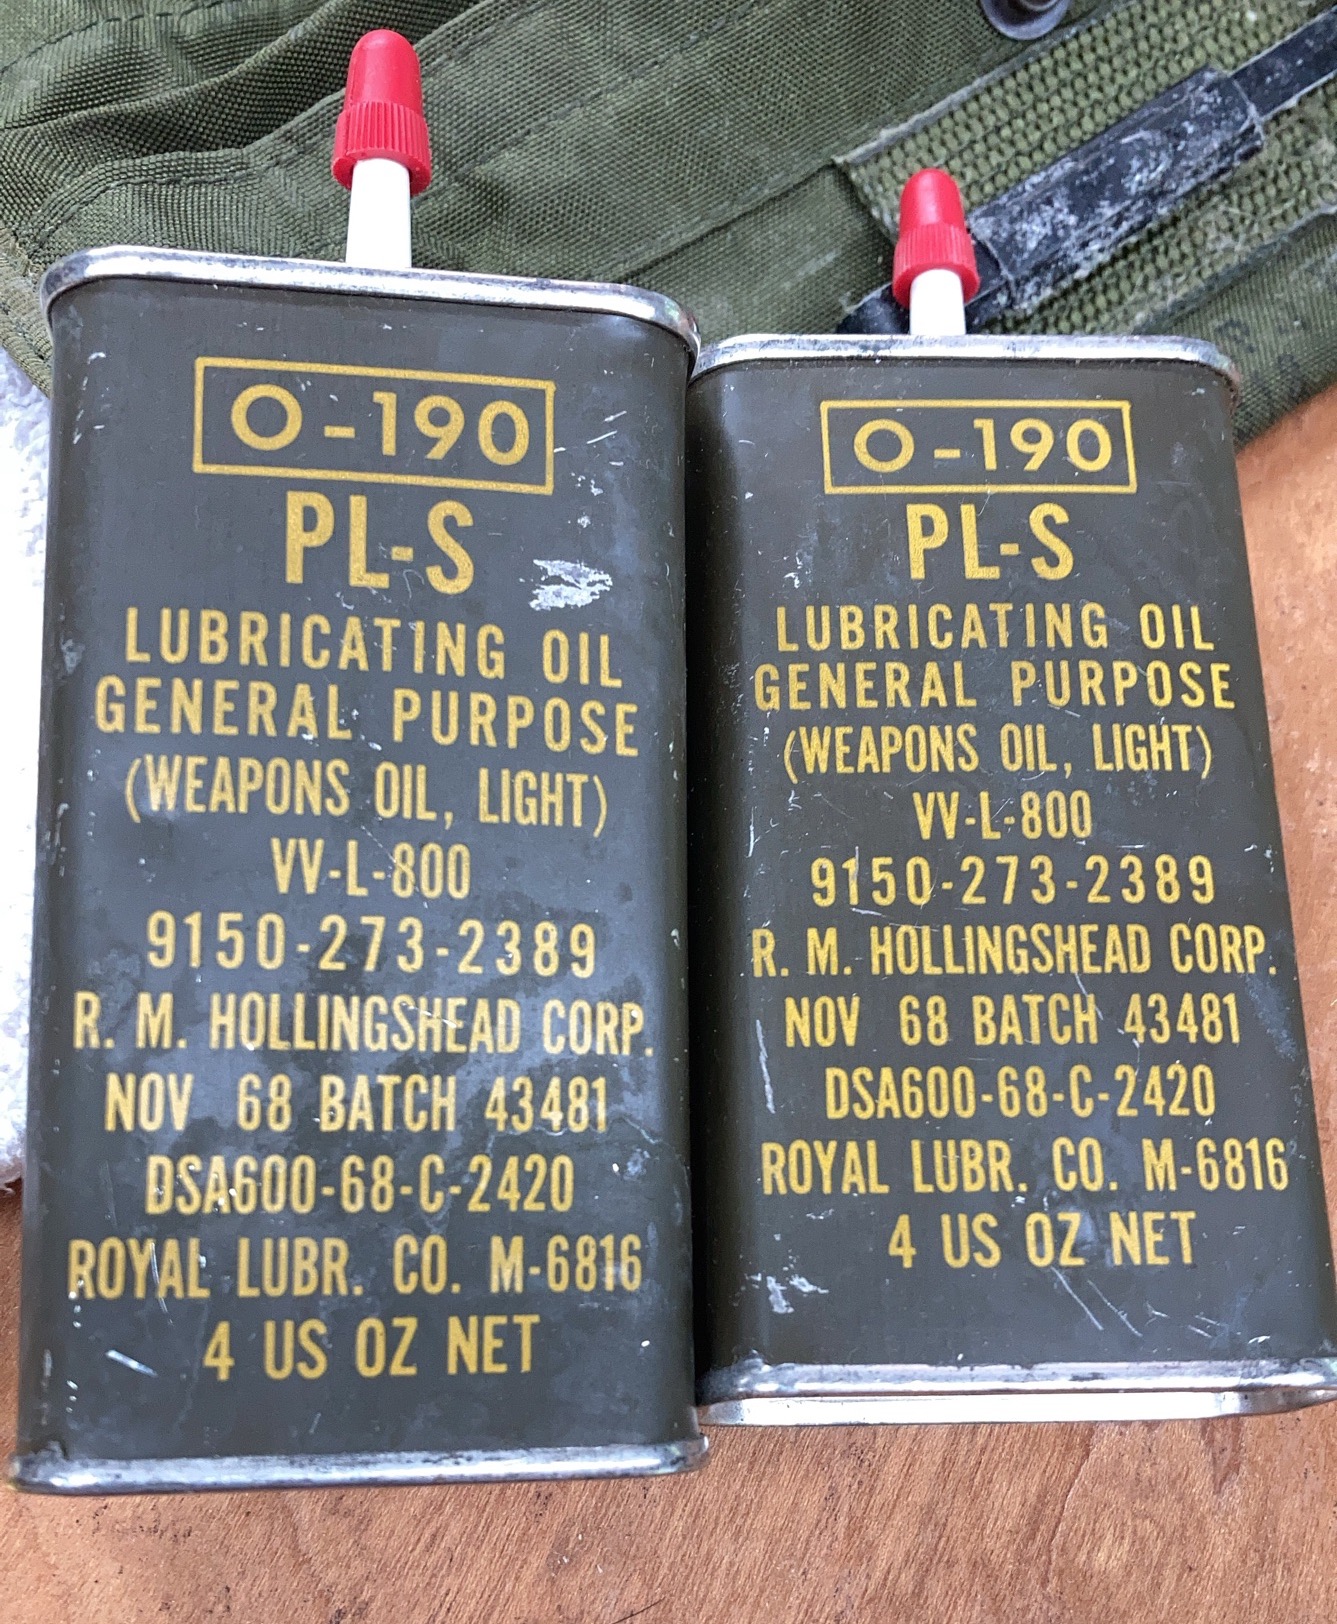 O-190
PL-S
LUBRICATING OIL
GENERAL PURPOSE
(WEAPONS OIL, LIGHT)
VV-L-800
9150-273-2389
R. M. HOLLINGSHEAD CORP.
NOV 68 BATCH 43481
DSA600-68-C-2420
ROYAL LUBR. CO. M-6816
4 US OZ NET
O-190
PL-S
LUBRICATING OIL
GENERAL PURPOSE
(WEAPONS OIL, LIGHT)
VV-L-800
9150-273-2389
R. M. HOLLINGSHEAD CORP.
NOV 68 BATCH 43481
DSA600-68-C-2420
ROYAL LUBR. CO. M-6816
4 US OZ NET